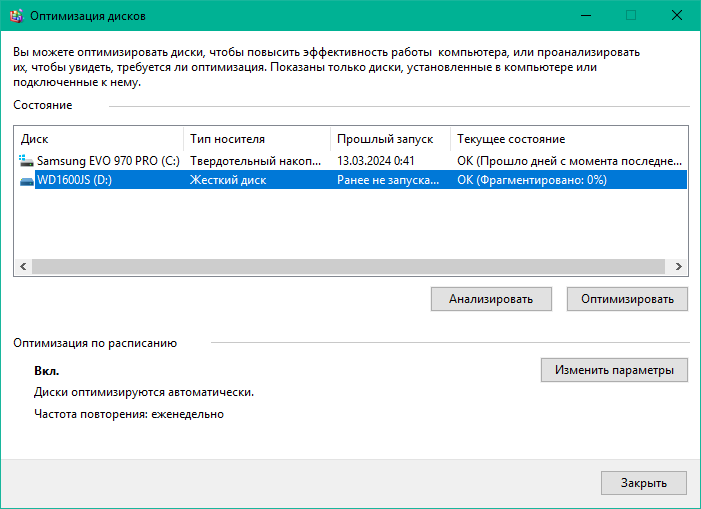 Оптимизация дисков
Вы можете оптимизировать диски, чтобы повысить эффективность работы  компьютера, или проанализировать
их, чтобы увидеть, требуется ли оптимизация. Показаны только диски, установленные в компьютере или
подключенные к нему.
Состояние
Диск Тип носителя Прошлый запуск Текущее состояние
Samsung EVO 970 PRO (C:) Твердотельный накоп... 13.03.2024 0:41 ОК (Прошло дней с момента последне...
WD1600JS (D:) Жесткий диск Ранее не запуска... ОК (Фрагментировано: 0%)
Анализировать Оптимизировать
Оптимизация по расписанию
Вкл. Изменить параметры
Диски оптимизируются автоматически.
Частота повторения: еженедельно
Закрыть